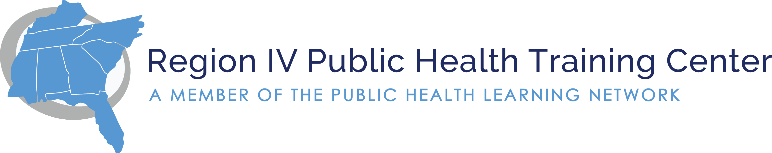 Region IV Public Health Training Center
A MEMBER OF THE PUBLIC HEALTH LEARNING NETWORK